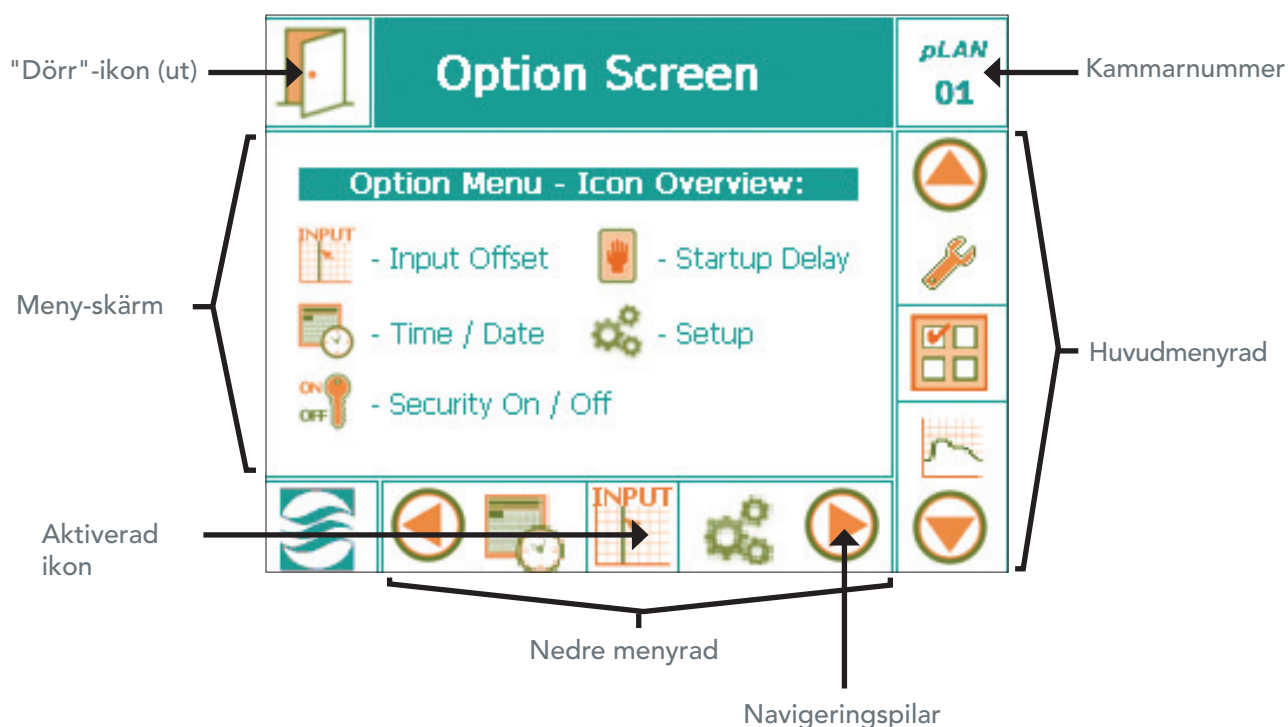 "Dörr"-ikon (ut)
Option Screen
pLAN
01
Kammarnummer
Option Menu - Icon Overview:
INPUT
- Input Offset
- Startup Delay
- Time / Date
- Setup
ON
OFF
- Security On / Off
Meny-skärm
Huvudmenyrad
INPUT
Aktiverad
ikon
Nedre menyrad
Navigeringspilar